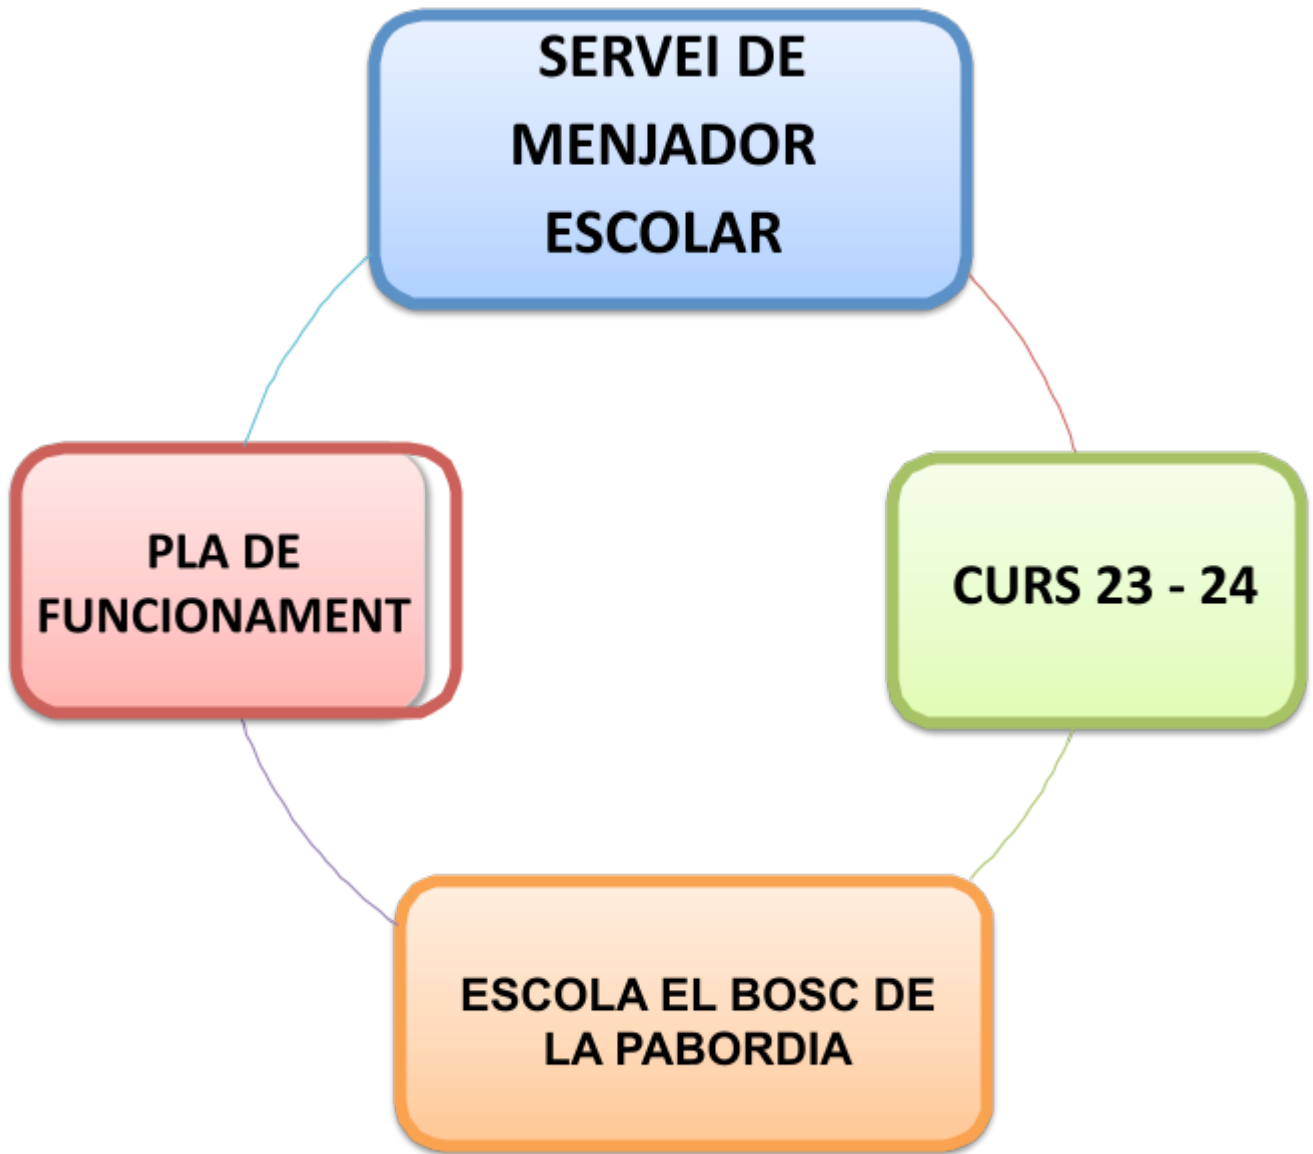 SERVEI DE
MENJADOR
ESCOLAR
PLA DE
FUNCIONAMENT
CURS 23 - 24
ESCOLA EL BOSC DE
LA PABORDIA